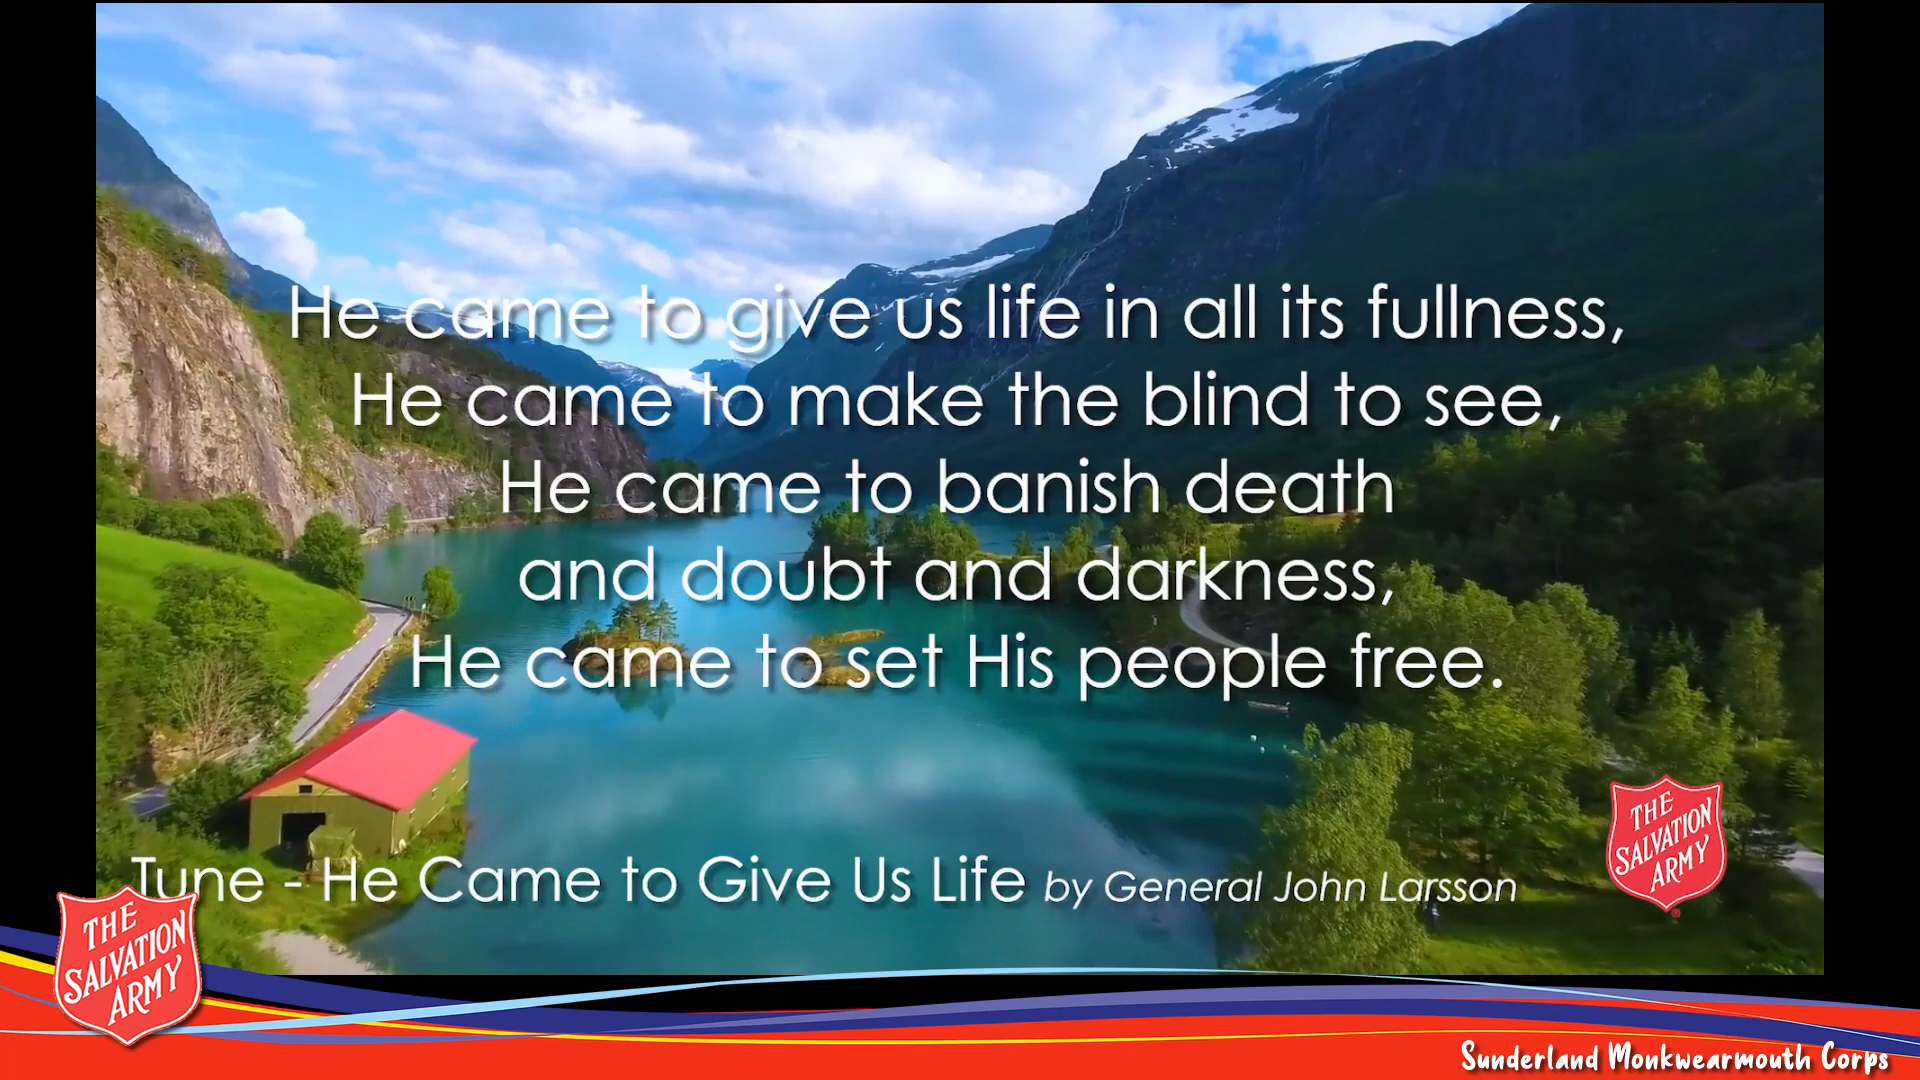 He came to give us life in all its fullness,
He came to make the blind to see,
He came to banish death
and doubt and darkness,
He came to set His people free.
THE
SALVATION
ARMY
Tune - He Came to Give Us Life by General John Larsson
THE
SALVATION
ARMY
Sunderland Monkwearmouth Corps